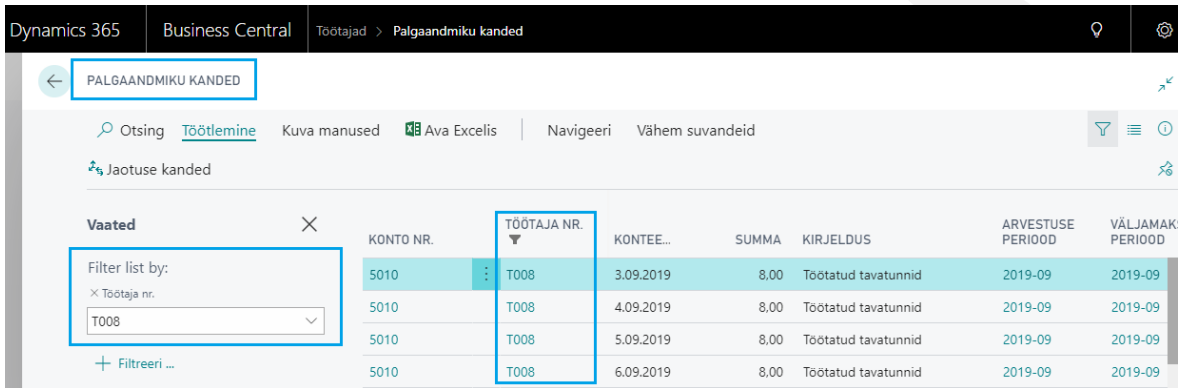 Dynamics 365 Business Central Töötajad > Palgaandmiku kanded
PALGAANDMIKU KANDED
Otsing Töötlemine Kuva manused Ava Excelis Navigeeri Vähem suvandeid
Jaotuse kanded
Vaated
Filter list by:
× Töötaja nr.
T008
+ Filtreeri ...
KONTO NR. TÖÖTAJA NR. KONTEE... SUMMA KIRJELDUS ARVESTUSE PERIOOD VÄLJAMAKS PERIOOD
5010 T008 3.09.2019 8,00 Töötatud tavatunnid 2019-09 2019-09
5010 T008 4.09.2019 8,00 Töötatud tavatunnid 2019-09 2019-09
5010 T008 5.09.2019 8,00 Töötatud tavatunnid 2019-09 2019-09
5010 T008 6.09.2019 8,00 Töötatud tavatunnid 2019-09 2019-09